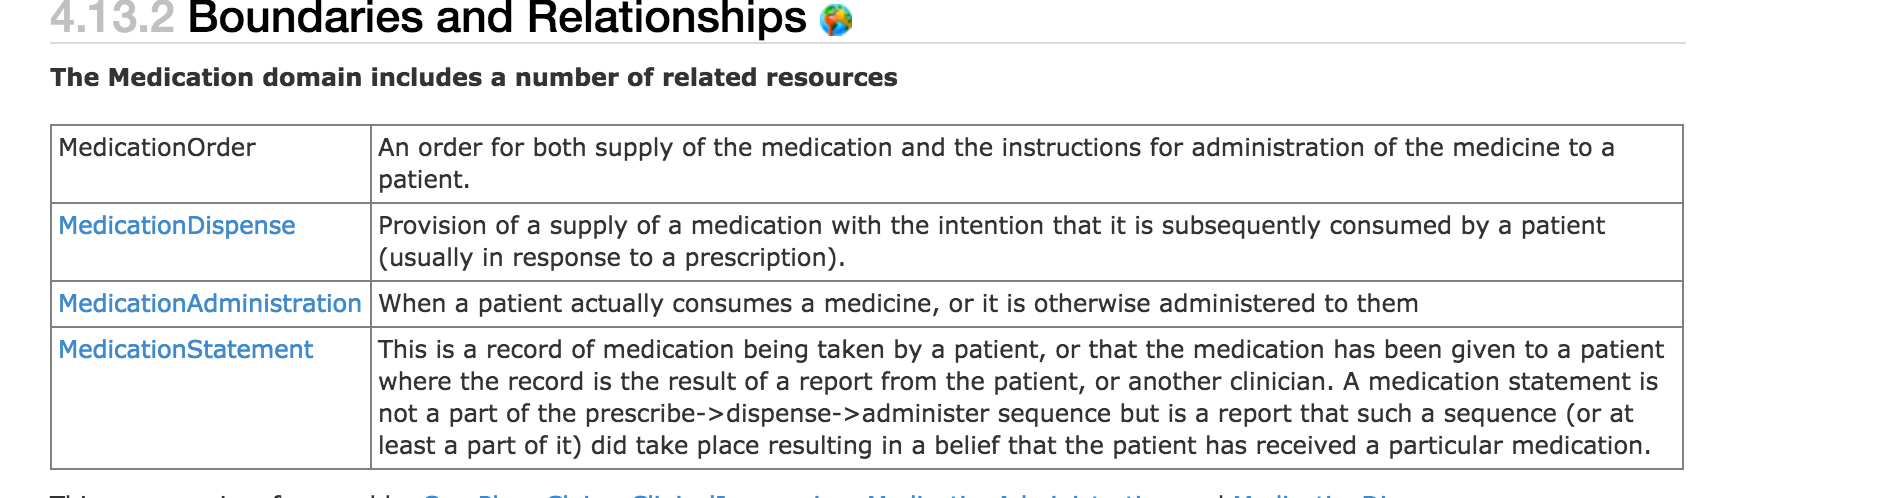 4.13.2 Boundaries and Relationships
The Medication domain includes a number of related resources
MedicationOrder
An order for both supply of the medication and the instructions for administration of the medicine to a
patient.
MedicationDispense
Provision of a supply of a medication with the intention that it is subsequently consumed by a patient
(usually in response to a prescription).
MedicationAdministration
When a patient actually consumes a medicine, or it is otherwise administered to them
MedicationStatement
This is a record of medication being taken by a patient, or that the medication has been given to a patient
where the record is the result of a report from the patient, or another clinician. A medication statement is
not a part of the prescribe->dispense->administer sequence but is a report that such a sequence (or at
least a part of it) did take place resulting in a belief that the patient has received a particular medication.